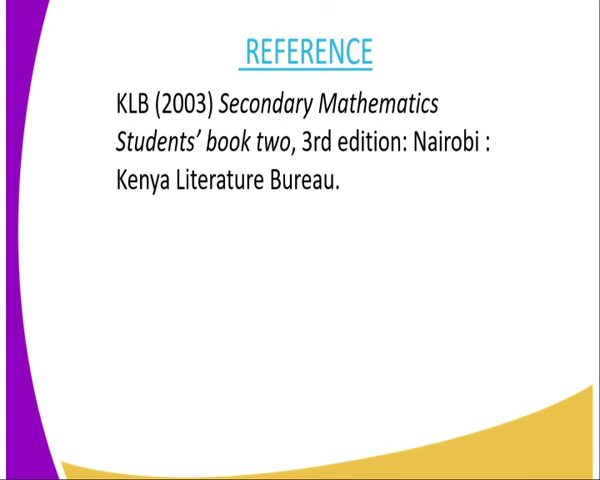 REFERENCE
KLB (2003) Secondary Mathematics
Students’ book two, 3rd edition: Nairobi :
Kenya Literature Bureau.